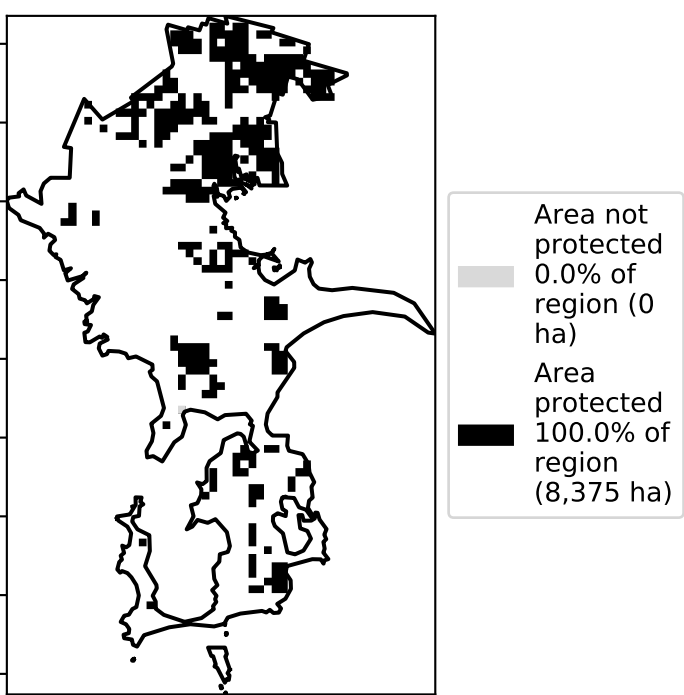 Area not
protected
0.0% of
region (0
ha)
Area
protected
100.0% of
region
(8,375 ha)